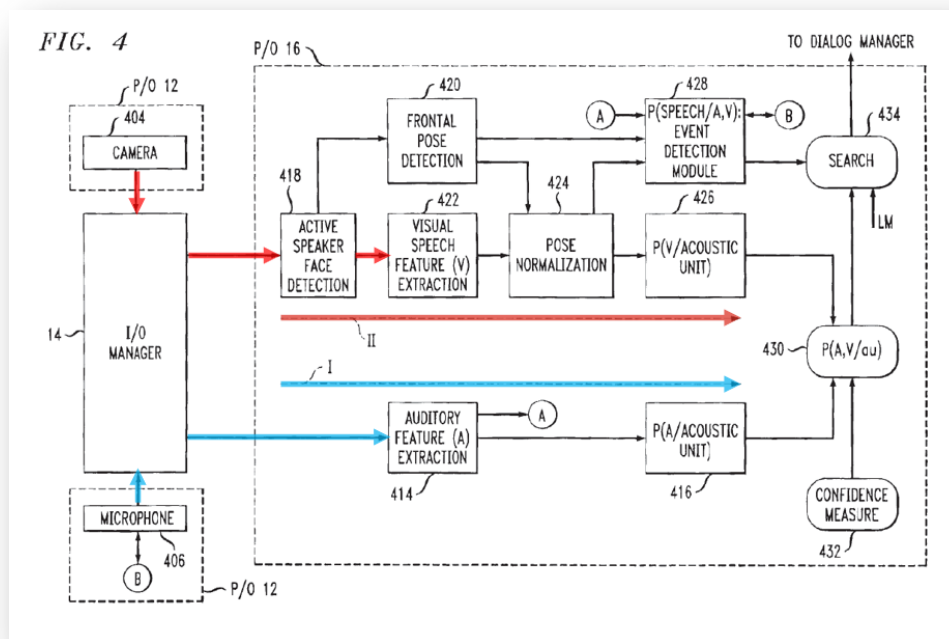 FIG. 4
P/O 12
404
CAMERA
14
I/O
MANAGER
MICROPHONE
406
B
P/O 12
P/O 16
TO DIALOG MANAGER
420
FRONTAL
POSE
DETECTION
A
428
P(SPEECH/A,V):
EVENT
DETECTION
MODULE
B
434
SEARCH
LM
418
ACTIVE
SPEAKER
FACE
DETECTION
422
VISUAL
SPEECH
FEATURE (V)
EXTRACTION
424
POSE
NORMALIZATION
426
P(V/ACOUSTIC
UNIT)
II
I
430
P(A,V/au)
AUDITORY
FEATURE (A)
EXTRACTION
414
A
P(A/ACOUSTIC
UNIT)
416
CONFIDENCE
MEASURE
432